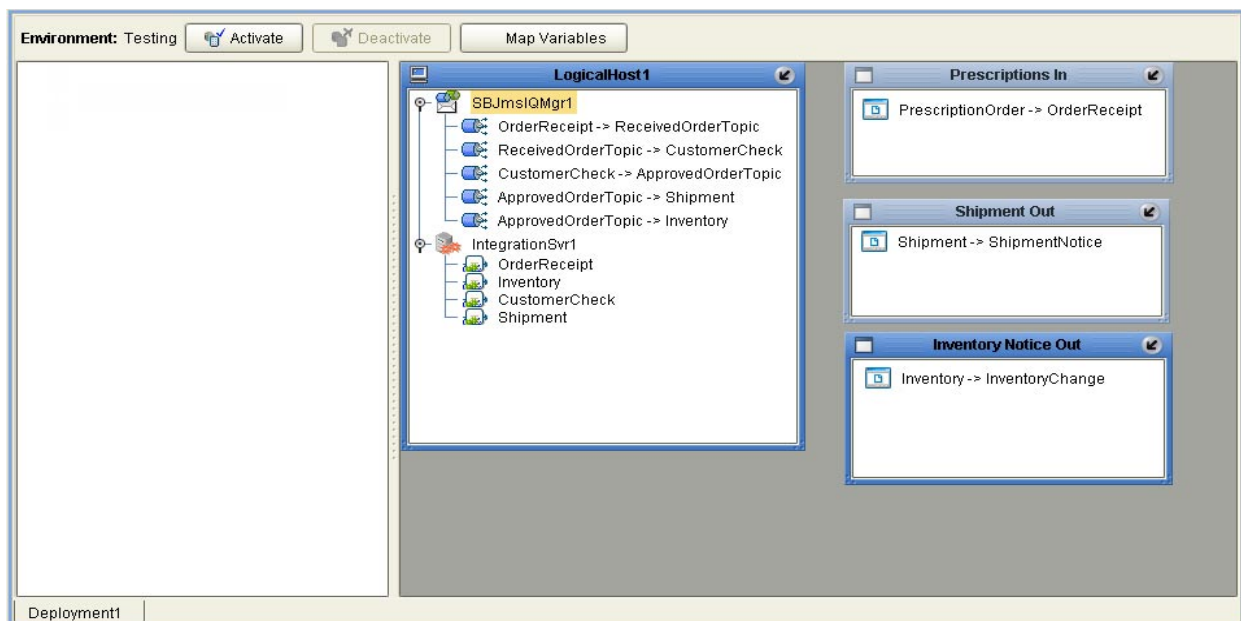 Environment: Testing Activate Deactivate Map Variables
LogicalHost1
SBJmsIQMgr1
OrderReceipt -> ReceivedOrderTopic
ReceivedOrderTopic -> CustomerCheck
CustomerCheck -> ApprovedOrderTopic
ApprovedOrderTopic -> Shipment
ApprovedOrderTopic -> Inventory
IntegrationSvr1
OrderReceipt
Inventory
CustomerCheck
Shipment
Prescriptions In
PrescriptionOrder -> OrderReceipt
Shipment Out
Shipment -> ShipmentNotice
Inventory Notice Out
Inventory -> InventoryChange
Deployment1